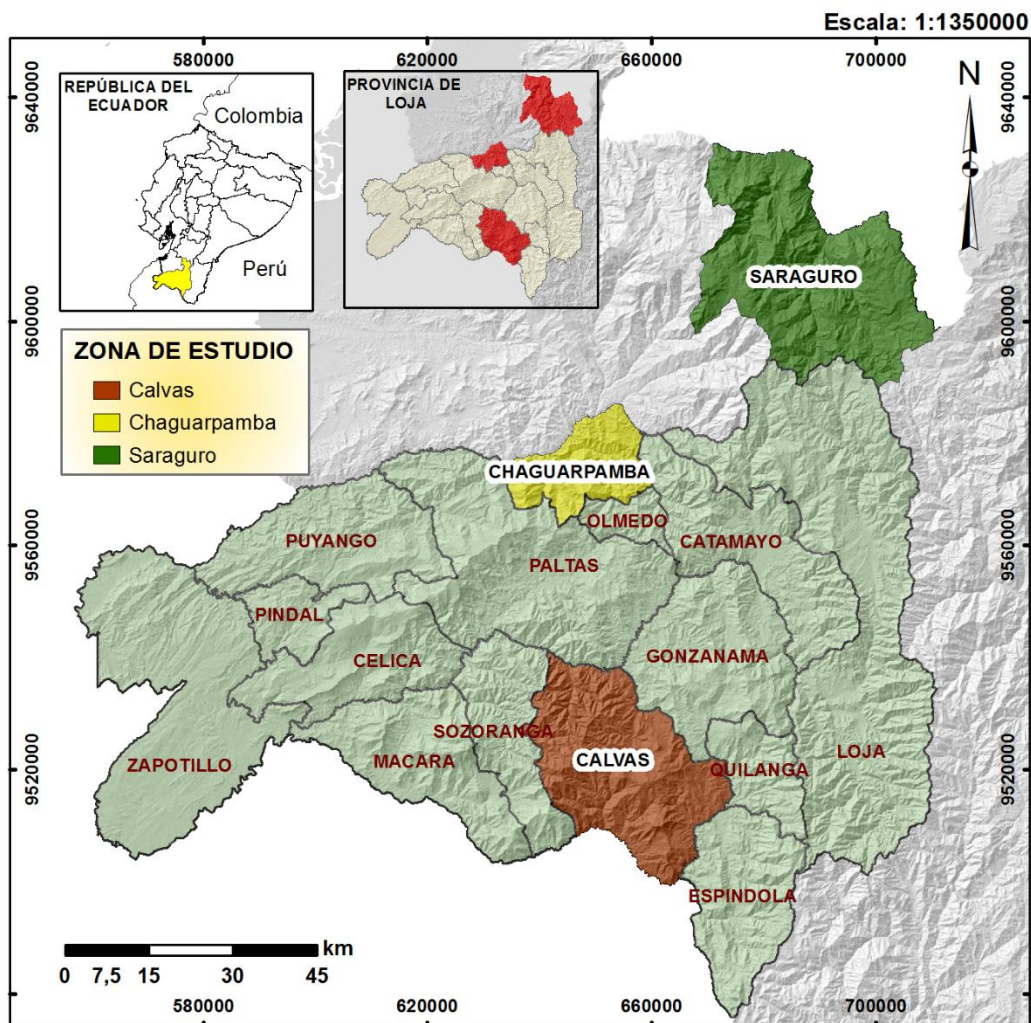 Escala: 1:1350000
580000
620000
660000
700000
9640000
9640000
REPÚBLICA DEL
ECUADOR
Colombia
Perú
PROVINCIA DE
LOJA
N
SARAGURO
9600000
9600000
ZONA DE ESTUDIO
Calvas
Chaguarpamba
Saraguro
CHAGUARPAMBA
OLMEDO
PUYANGO
CATAMAYO
9560000
9560000
PALTAS
PINDAL
CELICA
GONZANAMA
SOZORANGA
LOJA
CALVAS
MACARA
ZAPOTILLO
QUILANGA
9520000
9520000
ESPINDOLA
km
0 7,5 15 30 45
580000
620000
660000
700000